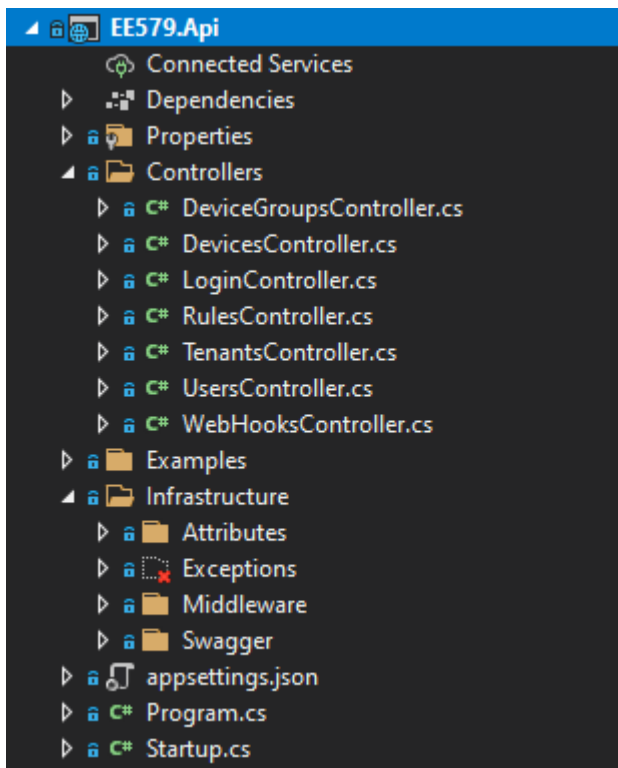 EE579.Api
Connected Services
Dependencies
Properties
Controllers
C# DeviceGroupsController.cs
C# DevicesController.cs
C# LoginController.cs
C# RulesController.cs
C# TenantsController.cs
C# UsersController.cs
C# WebHooksController.cs
Examples
Infrastructure
Attributes
Exceptions
Middleware
Swagger
appsettings.json
C# Program.cs
C# Startup.cs